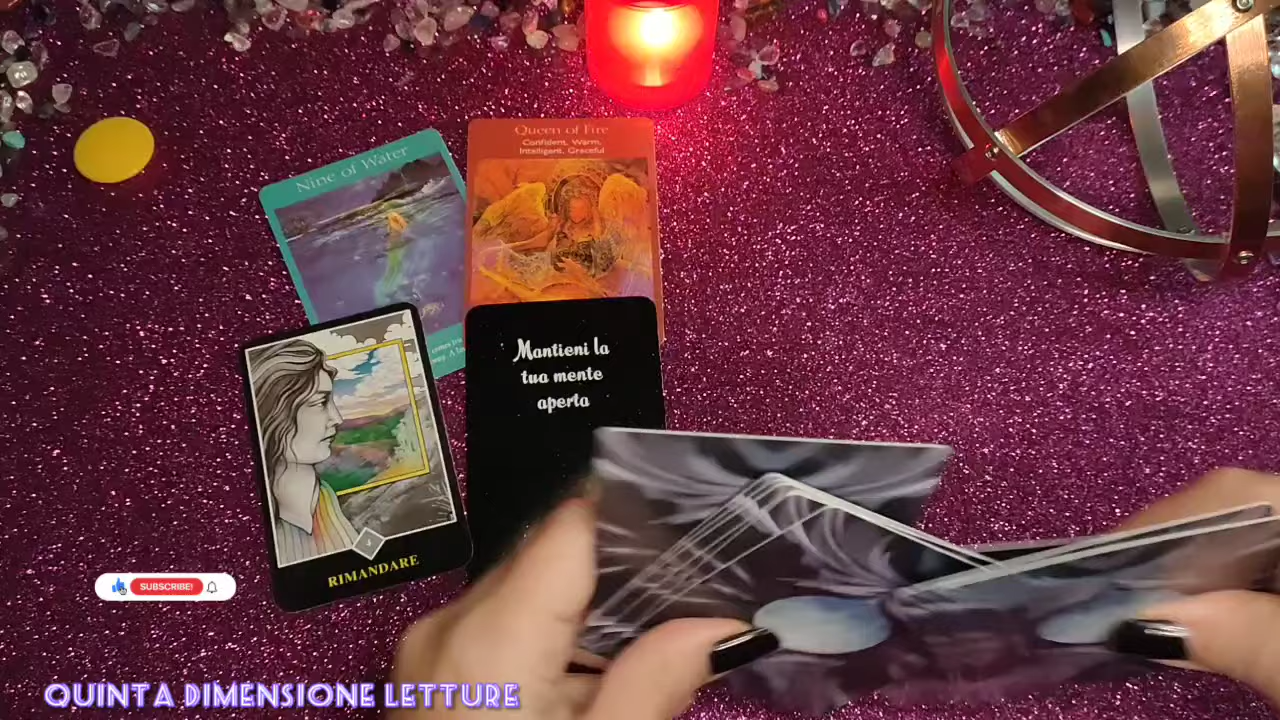 Queen of Fire
Confident, Warm,
Intelligent, Graceful
Nine of Water
Mantieni la
tua mente
aperta
RIMANDARE
SUBSCRIBE!
QUINTA DIMENSIONE LETTURE